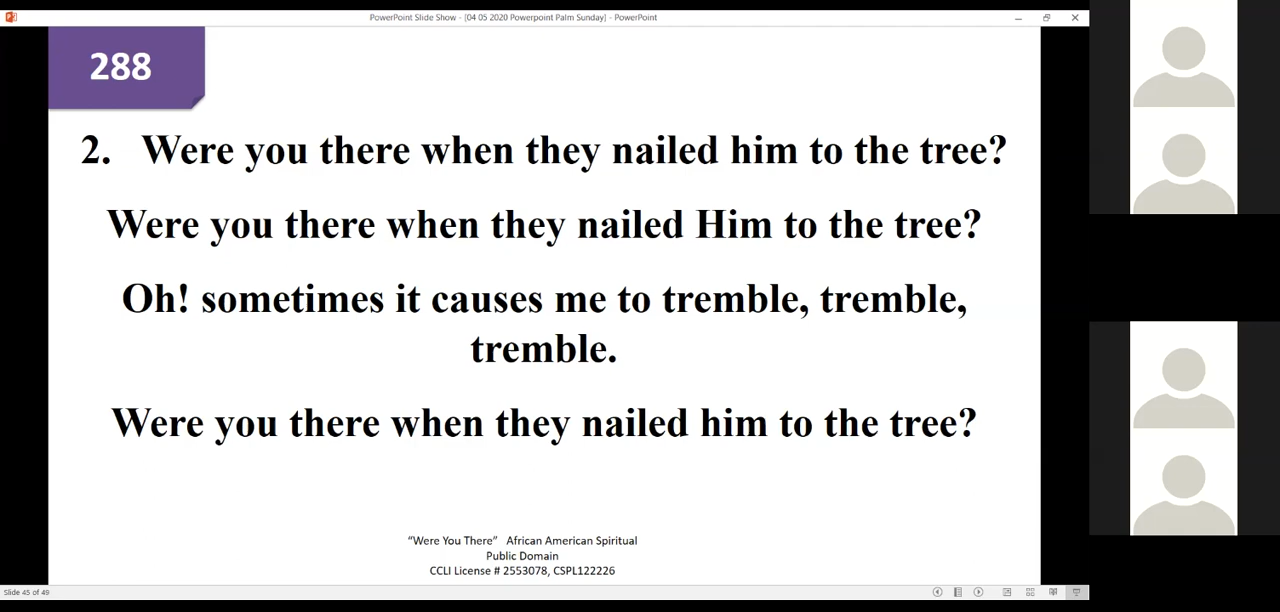 PowerPoint Slide Show - [04 05 2020 Powerpoint Palm Sunday] - PowerPoint
288
2. Were you there when they nailed him to the tree?
Were you there when they nailed Him to the tree?
Oh! sometimes it causes me to tremble, tremble,
tremble.
Were you there when they nailed him to the tree?
“Were You There” African American Spiritual
Public Domain
CCLI License # 2553078, CSPL122226
Slide 45 of 49